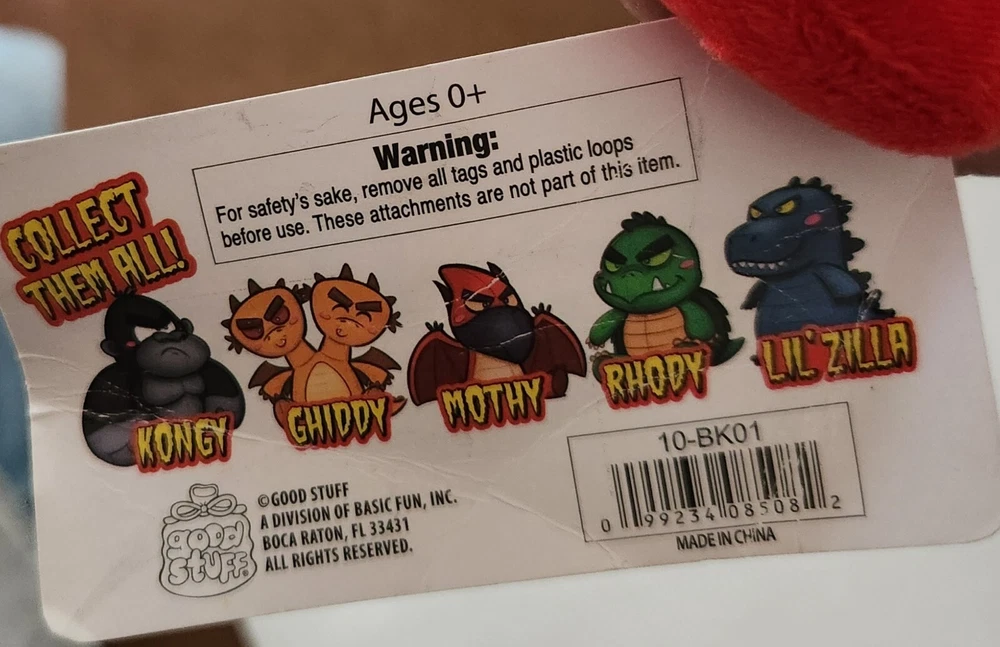 Ages 0+
Warning:
For safety's sake, remove all tags and plastic loops
before use. These attachments are not part of this item.
COLLECT
THEM ALL!
KONGY
GHIDDY
MOTHY
RHODY
LIL' ZILLA
good
stuff®
©GOOD STUFF
A DIVISION OF BASIC FUN, INC.
BOCA RATON, FL 33431
ALL RIGHTS RESERVED.
10-BK01
0 99234 08508 2
MADE IN CHINA